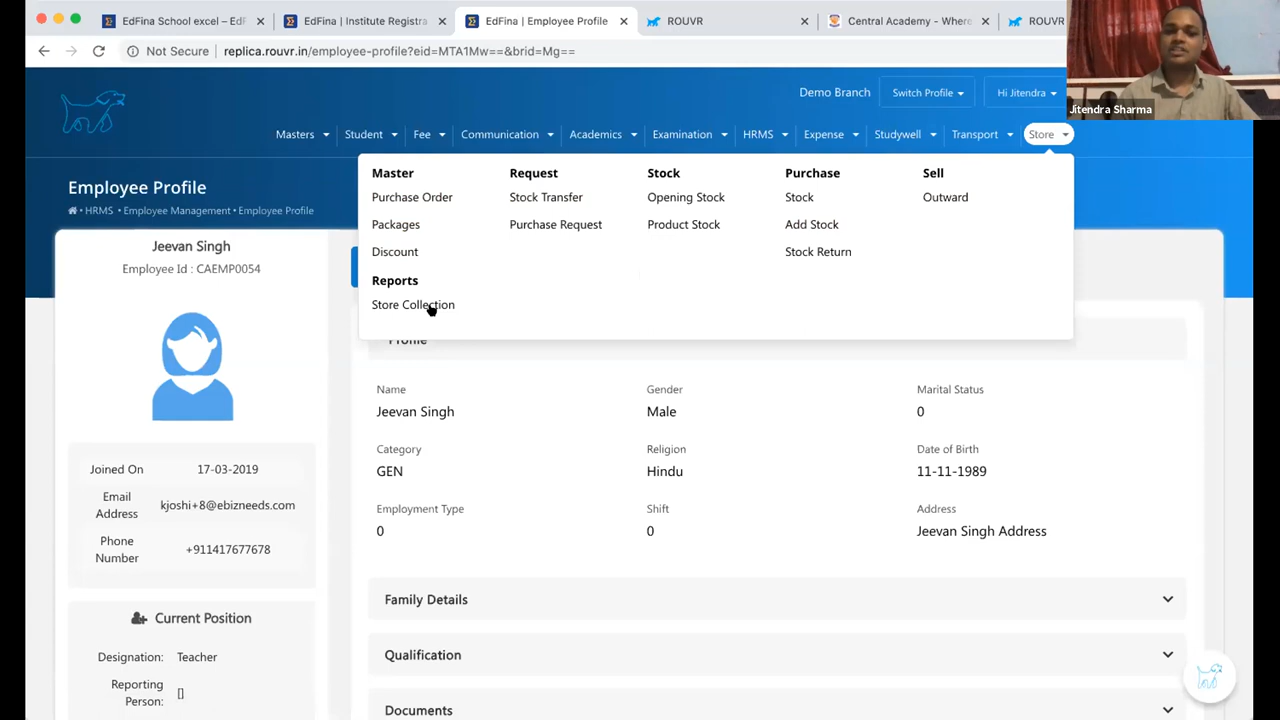 EdFina School excel – EdF
EdFina | Institute Registra
EdFina | Employee Profile
ROUVR
Central Academy - Where
ROUVR
Not Secure
replica.rouvr.in/employee-profile?eid=MTA1Mw==&brid=Mg==
Jitendra Sharma
Demo Branch
Switch Profile
Hi Jitendra
Masters
Student
Fee
Communication
Academics
Examination
HRMS
Expense
Studywell
Transport
Store
Employee Profile
HRMS • Employee Management • Employee Profile
Master
Purchase Order
Packages
Discount
Request
Stock Transfer
Purchase Request
Stock
Opening Stock
Product Stock
Purchase
Stock
Add Stock
Stock Return
Sell
Outward
Reports
Store Collection
Jeevan Singh
Employee Id : CAEMP0054
Joined On
17-03-2019
Email
Address
kjoshi+8@ebizneeds.com
Phone
Number
+911417677678
Current Position
Designation:
Teacher
Reporting
Person:
[]
Profile
Name
Jeevan Singh
Gender
Male
Marital Status
0
Category
GEN
Religion
Hindu
Date of Birth
11-11-1989
Employment Type
0
Shift
0
Address
Jeevan Singh Address
Family Details
Qualification
Documents